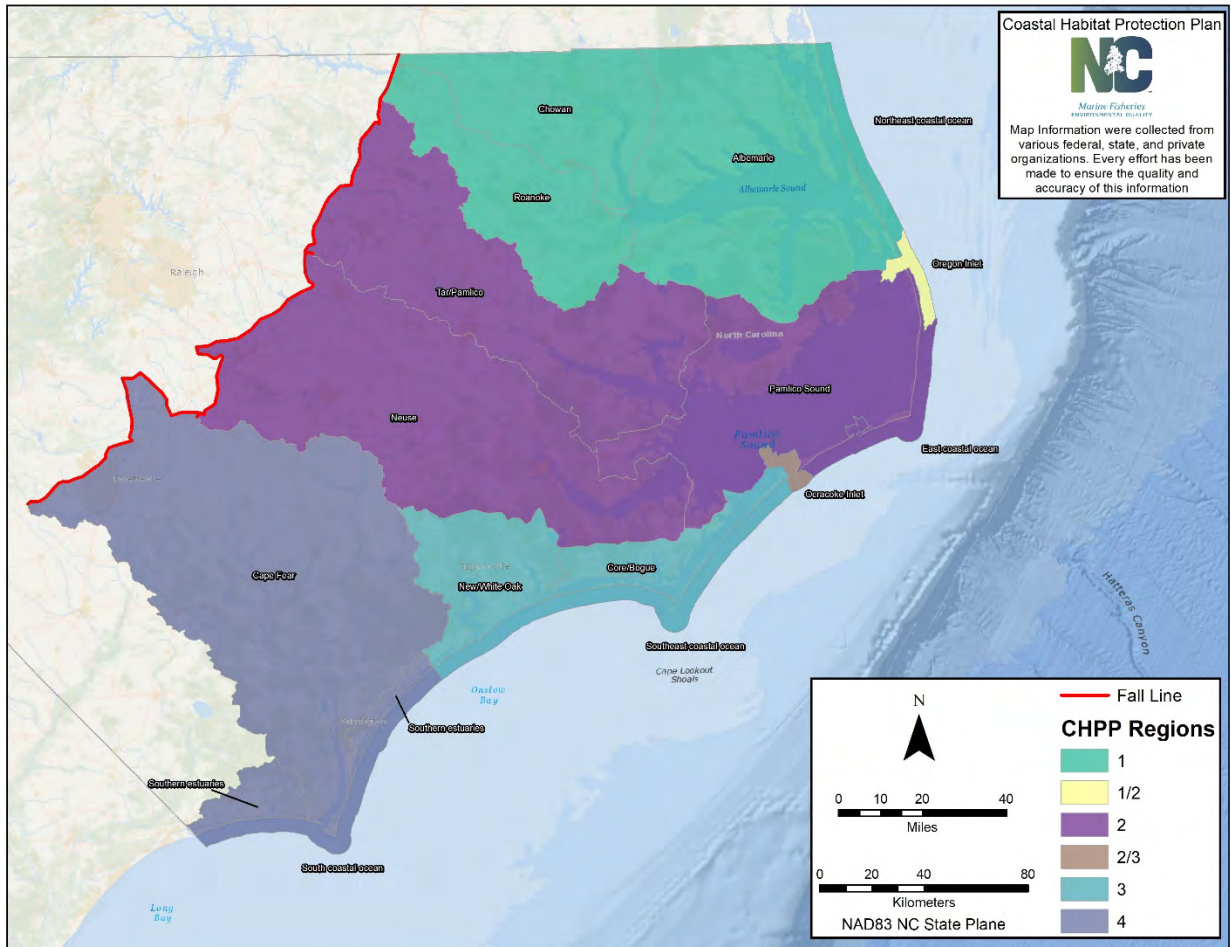 Coastal Habitat Protection Plan
NC
Marine Fisheries
ENVIRONMENTAL QUALITY
Map Information were collected from
various federal, state, and private
organizations. Every effort has been
made to ensure the quality and
accuracy of this information
Chowan
Northeast coastal ocean
Albemarle
Albemarle Sound
Roanoke
Oregon Inlet
Raleigh
Tar/Pamlico
North Carolina
Pamlico Sound
Neuse
Pamlico
Sound
East coastal ocean
Ocracoke Inlet
Cape Fear
Core/Bogue
New/White Oak
Hatteras
Canyon
Southeast coastal ocean
Cape Lookout
Shoals
Onslow
Bay
Southern estuaries
Southern estuaries
South coastal ocean
Long
Bay
N
0 10 20 40
Miles
0 20 40 80
Kilometers
NAD83 NC State Plane
Fall Line
CHPP Regions
1
1/2
2
2/3
3
4